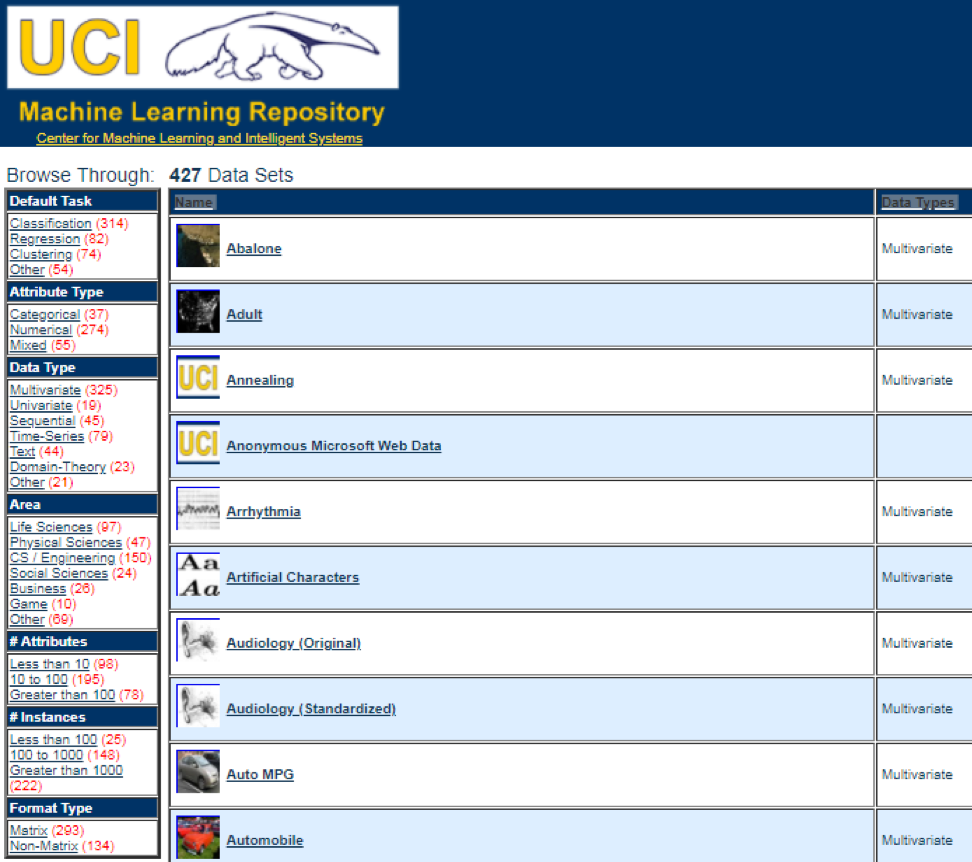 UCI
Machine Learning Repository
Center for Machine Learning and Intelligent Systems
Browse Through:
427 Data Sets
Default Task
Classification (314)
Regression (82)
Clustering (74)
Other (54)
Attribute Type
Categorical (37)
Numerical (274)
Mixed (55)
Data Type
Multivariate (325)
Univariate (19)
Sequential (45)
Time-Series (79)
Text (44)
Domain-Theory (23)
Other (21)
Area
Life Sciences (97)
Physical Sciences (47)
CS / Engineering (150)
Social Sciences (24)
Business (26)
Game (10)
Other (69)
# Attributes
Less than 10 (98)
10 to 100 (195)
Greater than 100 (78)
# Instances
Less than 100 (25)
100 to 1000 (148)
Greater than 1000
(222)
Format Type
Matrix (293)
Non-Matrix (134)
Name Data Types
Abalone Multivariate
Adult Multivariate
UCI Annealing Multivariate
UCI Anonymous Microsoft Web Data
Arrhythmia Multivariate
Aa
Aa
Artificial Characters Multivariate
Audiology (Original) Multivariate
Audiology (Standardized) Multivariate
Auto MPG Multivariate
Automobile Multivariate